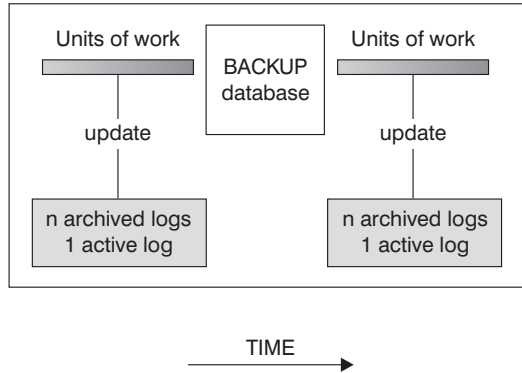 Units of work
BACKUP
database
Units of work
update
update
n archived logs
1 active log
n archived logs
1 active log
TIME